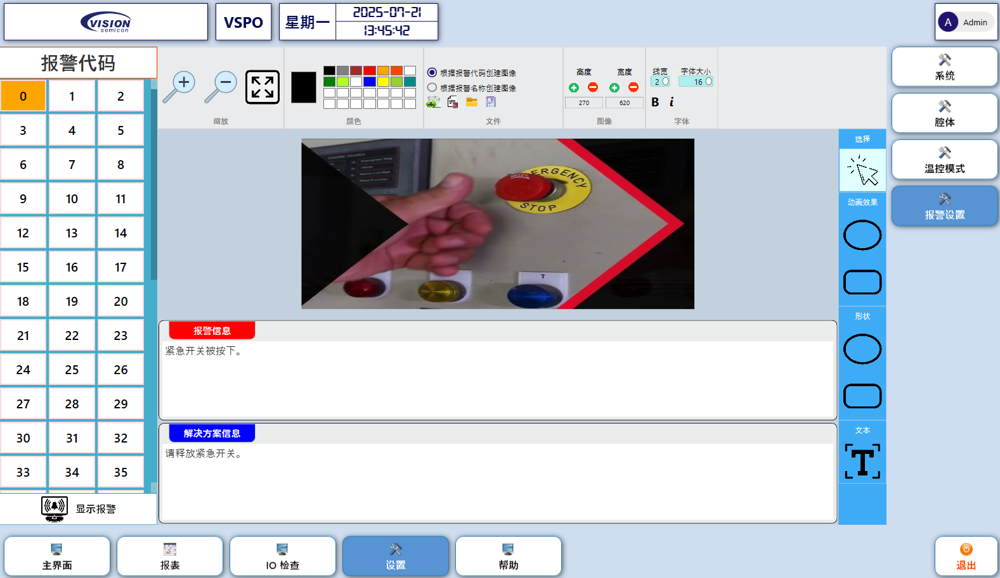 VISION
semicon
VSPO
星期一
2025-07-21
13:45:42
A
Admin
报警代码
0 1 2
3 4 5
6 7 8
9 10 11
12 13 14
15 16 17
18 19 20
21 22 23
24 25 26
27 28 29
30 31 32
33 34 35
显示报警
缩放
颜色
根据报警代码创建图像
根据报警名称创建图像
文件
高度 宽度
270 620
图像
线宽 字体大小
2 16
B i
字体
EMERGENCY
STOP
T
报警信息
紧急开关被按下。
解决方案信息
请释放紧急开关。
选择
动画效果
形状
文本
T
系统
腔体
温控模式
报警设置
主界面
报表
IO 检查
设置
帮助
退出